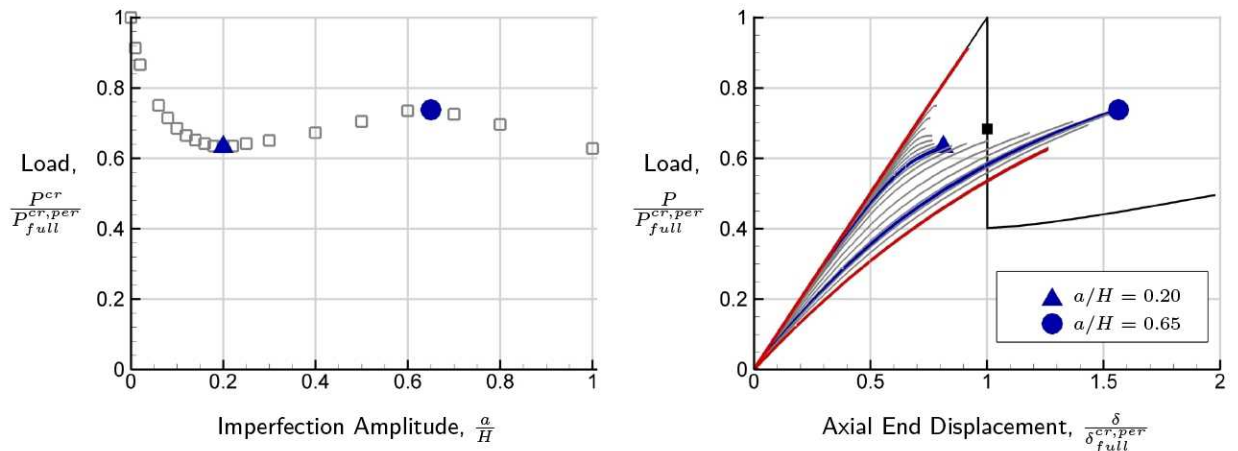 1
0.8
0.6
0.4
0.2
0
0 0.2 0.4 0.6 0.8 1
Load,
P^{cr} / P^{cr,per}_{full}
Imperfection Amplitude, a/H
1
0.8
0.6
0.4
0.2
0
0 0.5 1 1.5 2
Load,
P / P^{cr,per}_{full}
a/H = 0.20
a/H = 0.65
Axial End Displacement, δ / δ^{cr,per}_{full}